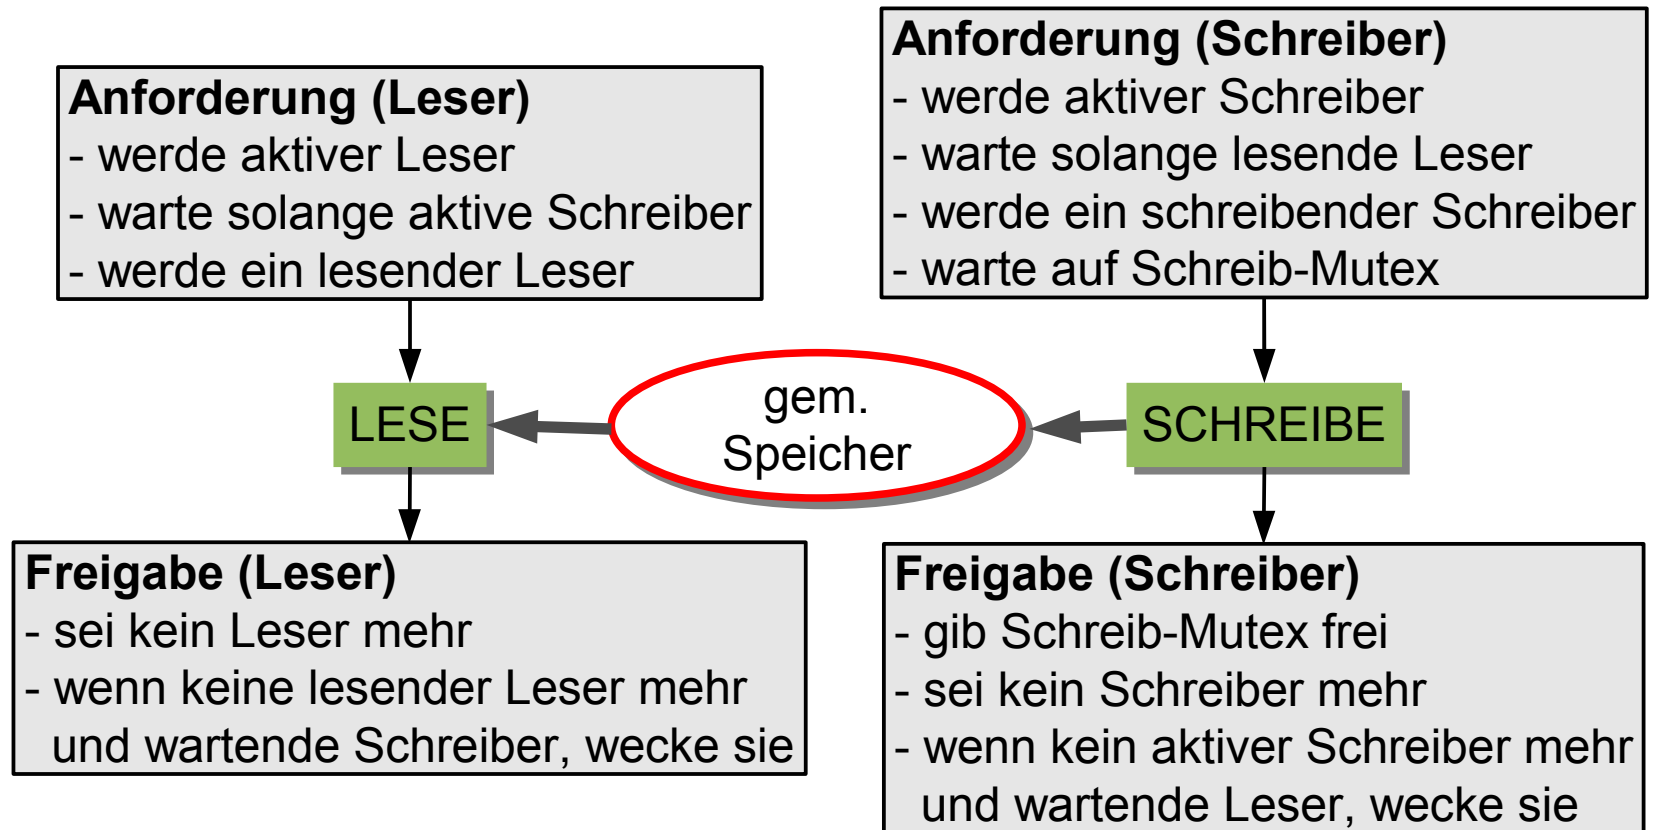 Anforderung (Leser)
- werde aktiver Leser
- warte solange aktive Schreiber
- werde ein lesender Leser
Anforderung (Schreiber)
- werde aktiver Schreiber
- warte solange lesende Leser
- werde ein schreibender Schreiber
- warte auf Schreib-Mutex
LESE
gem.
Speicher
SCHREIBE
Freigabe (Leser)
- sei kein Leser mehr
- wenn keine lesender Leser mehr
und wartende Schreiber, wecke sie
Freigabe (Schreiber)
- gib Schreib-Mutex frei
- sei kein Schreiber mehr
- wenn kein aktiver Schreiber mehr
und wartende Leser, wecke sie